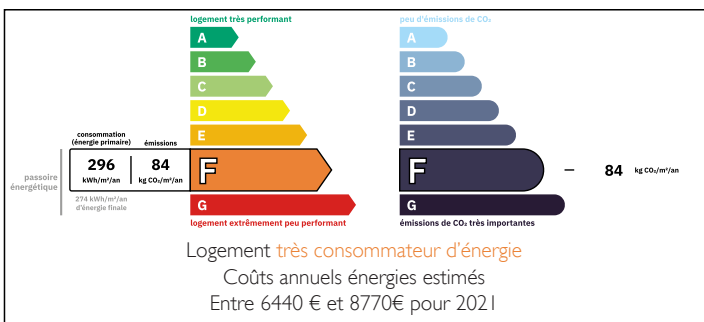 logement très performant
A
B
C
D
E
consommation
(énergie primaire)
émissions
passoire
énergétique
296
kWh/m²/an
84
kg CO₂/m²/an
F
274 kWh/m²/an
d'énergie finale
G
logement extrêmement peu performant
peu d'émissions de CO₂
A
B
C
D
E
F
84 kg CO₂/m²/an
G
émissions de CO₂ très importantes
Logement très consommateur d'énergie
Coûts annuels énergies estimés
Entre 6440 € et 8770€ pour 2021